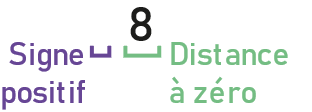 8
Signe Distance
positif à zéro